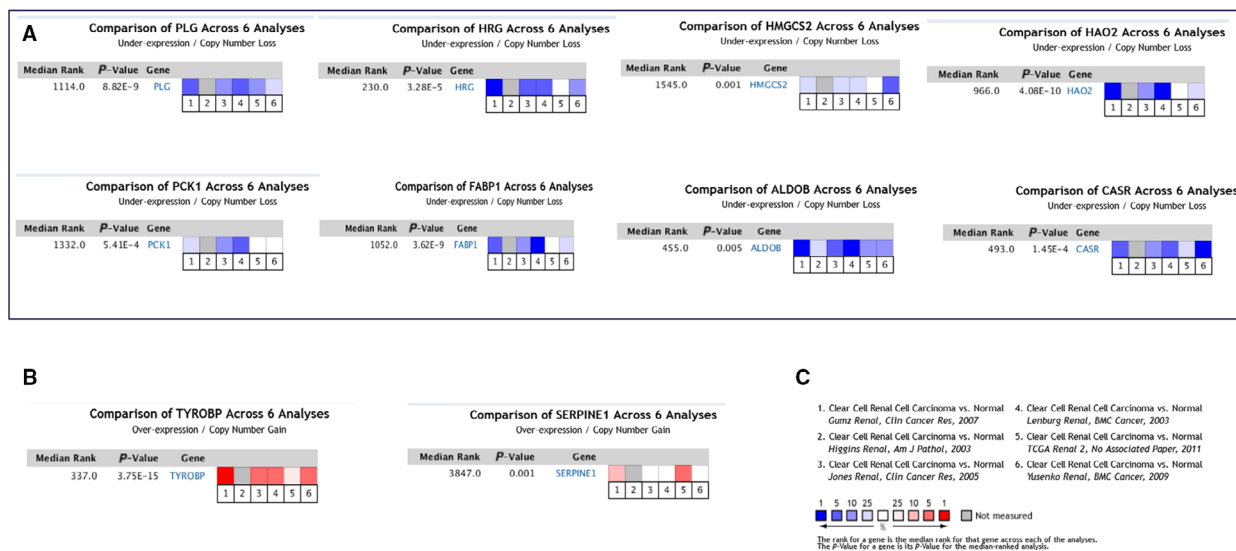 A
Comparison of PLG Across 6 Analyses
Under-expression / Copy Number Loss
Median Rank P-Value Gene
1114.0 8.82E-9 PLG
1 2 3 4 5 6
Comparison of HRG Across 6 Analyses
Under-expression / Copy Number Loss
Median Rank P-Value Gene
230.0 3.28E-5 HRG
1 2 3 4 5 6
Comparison of HMGCS2 Across 6 Analyses
Under-expression / Copy Number Loss
Median Rank P-Value Gene
1545.0 0.001 HMGCS2
1 2 3 4 5 6
Comparison of HAO2 Across 6 Analyses
Under-expression / Copy Number Loss
Median Rank P-Value Gene
966.0 4.08E-10 HAO2
1 2 3 4 5 6
Comparison of PCK1 Across 6 Analyses
Under-expression / Copy Number Loss
Median Rank P-Value Gene
1332.0 5.41E-4 PCK1
1 2 3 4 5 6
Comparison of FABP1 Across 6 Analyses
Under-expression / Copy Number Loss
Median Rank P-Value Gene
1052.0 3.62E-9 FABP1
1 2 3 4 5 6
Comparison of ALDOB Across 6 Analyses
Under-expression / Copy Number Loss
Median Rank P-Value Gene
455.0 0.005 ALDOB
1 2 3 4 5 6
Comparison of CASR Across 6 Analyses
Under-expression / Copy Number Loss
Median Rank P-Value Gene
493.0 1.45E-4 CASR
1 2 3 4 5 6
B
Comparison of TYROBP Across 6 Analyses
Over-expression / Copy Number Gain
Median Rank P-Value Gene
337.0 3.75E-15 TYROBP
1 2 3 4 5 6
Comparison of SERPINE1 Across 6 Analyses
Over-expression / Copy Number Gain
Median Rank P-Value Gene
3847.0 0.001 SERPINE1
1 2 3 4 5 6
C
1. Clear Cell Renal Cell Carcinoma vs. Normal
Gumz Renal, Clin Cancer Res, 2007
2. Clear Cell Renal Cell Carcinoma vs. Normal
Higgins Renal, Am J Pathol, 2003
3. Clear Cell Renal Cell Carcinoma vs. Normal
Jones Renal, Clin Cancer Res, 2005
4. Clear Cell Renal Cell Carcinoma vs. Normal
Lenburg Renal, BMC Cancer, 2003
5. Clear Cell Renal Cell Carcinoma vs. Normal
TCGA Renal 2, No Associated Paper, 2011
6. Clear Cell Renal Cell Carcinoma vs. Normal
Yusenko Renal, BMC Cancer, 2009
1 5 10 25 25 10 5 1
Not measured
%
The rank for a gene is the median rank for that gene across each of the analyses.
The P-Value for a gene is its P-Value for the median-ranked analysis.